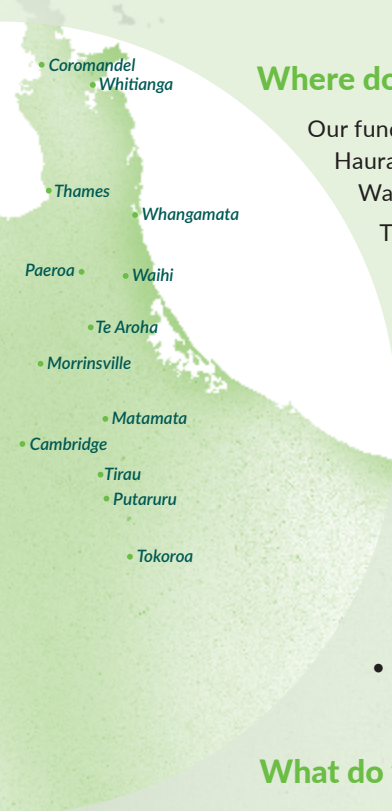 Coromandel
Whitianga
Where do
Our fun
Haura
Wa
T
Thames
Whangamata
Paeroa
Waihi
Te Aroha
Morrinsville
Matamata
Cambridge
Tirau
Putaruru
Tokoroa
•
What do